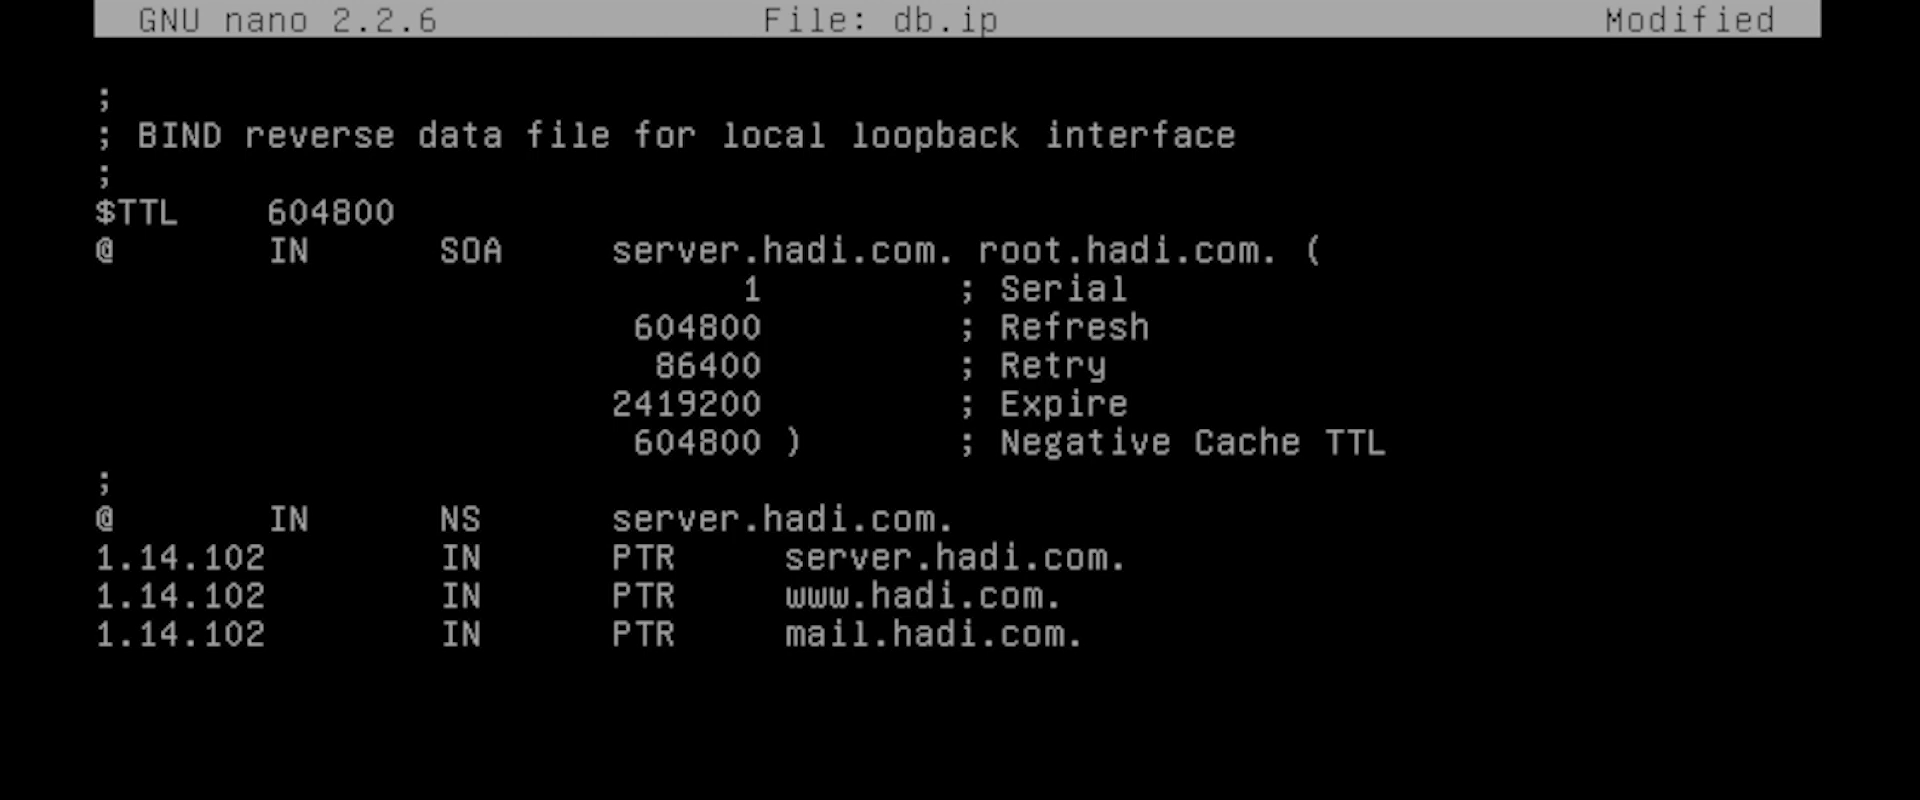 GNU nano 2.2.6 File: db.ip Modified
;
; BIND reverse data file for local loopback interface
;
$TTL 604800
@ IN SOA server.hadi.com. root.hadi.com. (
1 ; Serial
604800 ; Refresh
86400 ; Retry
2419200 ; Expire
604800 ) ; Negative Cache TTL
;
@ IN NS server.hadi.com.
1.14.102 IN PTR server.hadi.com.
1.14.102 IN PTR www.hadi.com.
1.14.102 IN PTR mail.hadi.com.